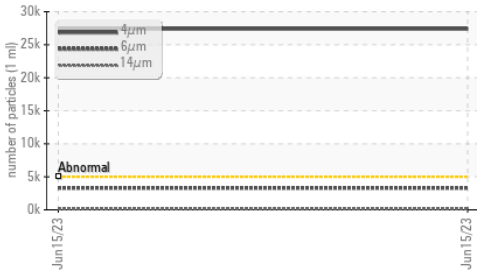 30k
25k
20k
15k
10k
5k
0k
number of particles (1 ml)
4μm
6μm
14μm
Abnormal
Jun15/23
Jun15/23